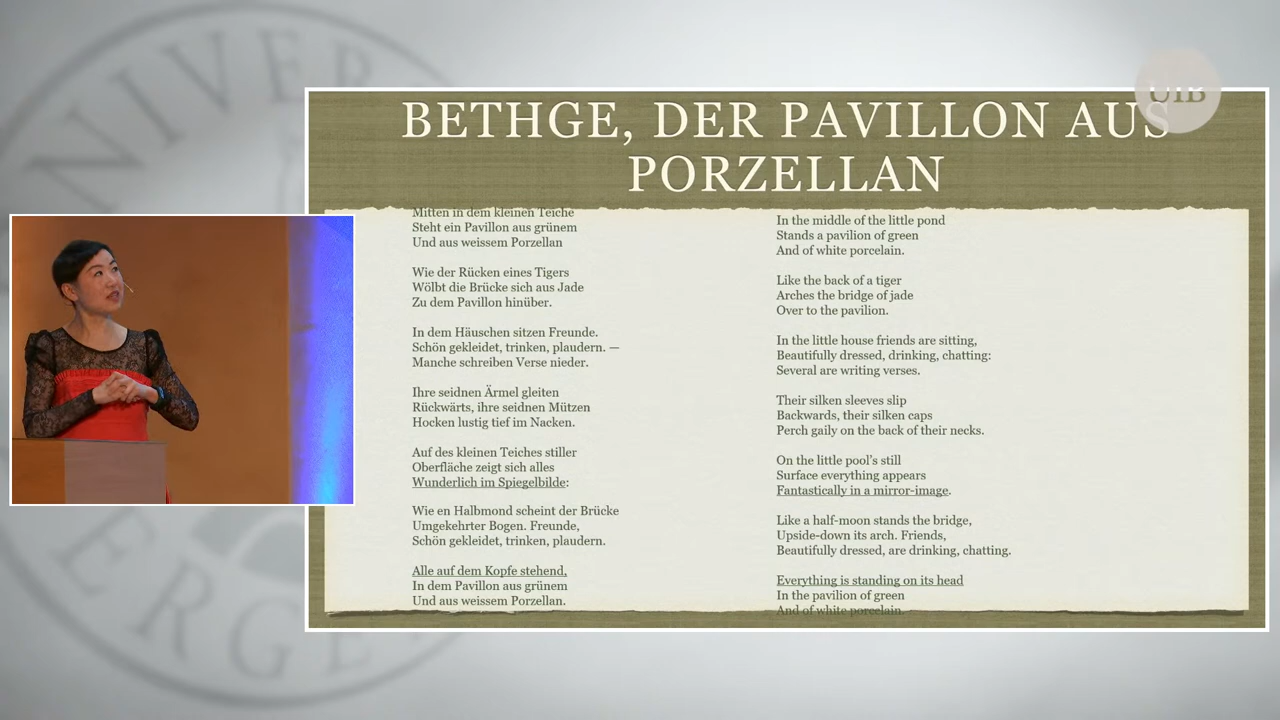 UNIVER
BERGE
UiB
BETHGE, DER PAVILLON AUS
PORZELLAN
Mitten in dem kleinen Teiche
Steht ein Pavillon aus grünem
Und aus weissem Porzellan
Wie der Rücken eines Tigers
Wölbt die Brücke sich aus Jade
Zu dem Pavillon hinüber.
In dem Häuschen sitzen Freunde.
Schön gekleidet, trinken, plaudern. —
Manche schreiben Verse nieder.
Ihre seidnen Ärmel gleiten
Rückwärts, ihre seidnen Mützen
Hocken lustig tief im Nacken.
Auf des kleinen Teiches stiller
Oberfläche zeigt sich alles
Wunderlich im Spiegelbilde:
Wie en Halbmond scheint der Brücke
Umgekehrter Bogen. Freunde,
Schön gekleidet, trinken, plaudern.
Alle auf dem Kopfe stehend,
In dem Pavillon aus grünem
Und aus weissem Porzellan.
In the middle of the little pond
Stands a pavilion of green
And of white porcelain.
Like the back of a tiger
Arches the bridge of jade
Over to the pavilion.
In the little house friends are sitting,
Beautifully dressed, drinking, chatting:
Several are writing verses.
Their silken sleeves slip
Backwards, their silken caps
Perch gaily on the back of their necks.
On the little pool's still
Surface everything appears
Fantastically in a mirror-image.
Like a half-moon stands the bridge,
Upside-down its arch. Friends,
Beautifully dressed, are drinking, chatting.
Everything is standing on its head
In the pavilion of green
And of white porcelain.